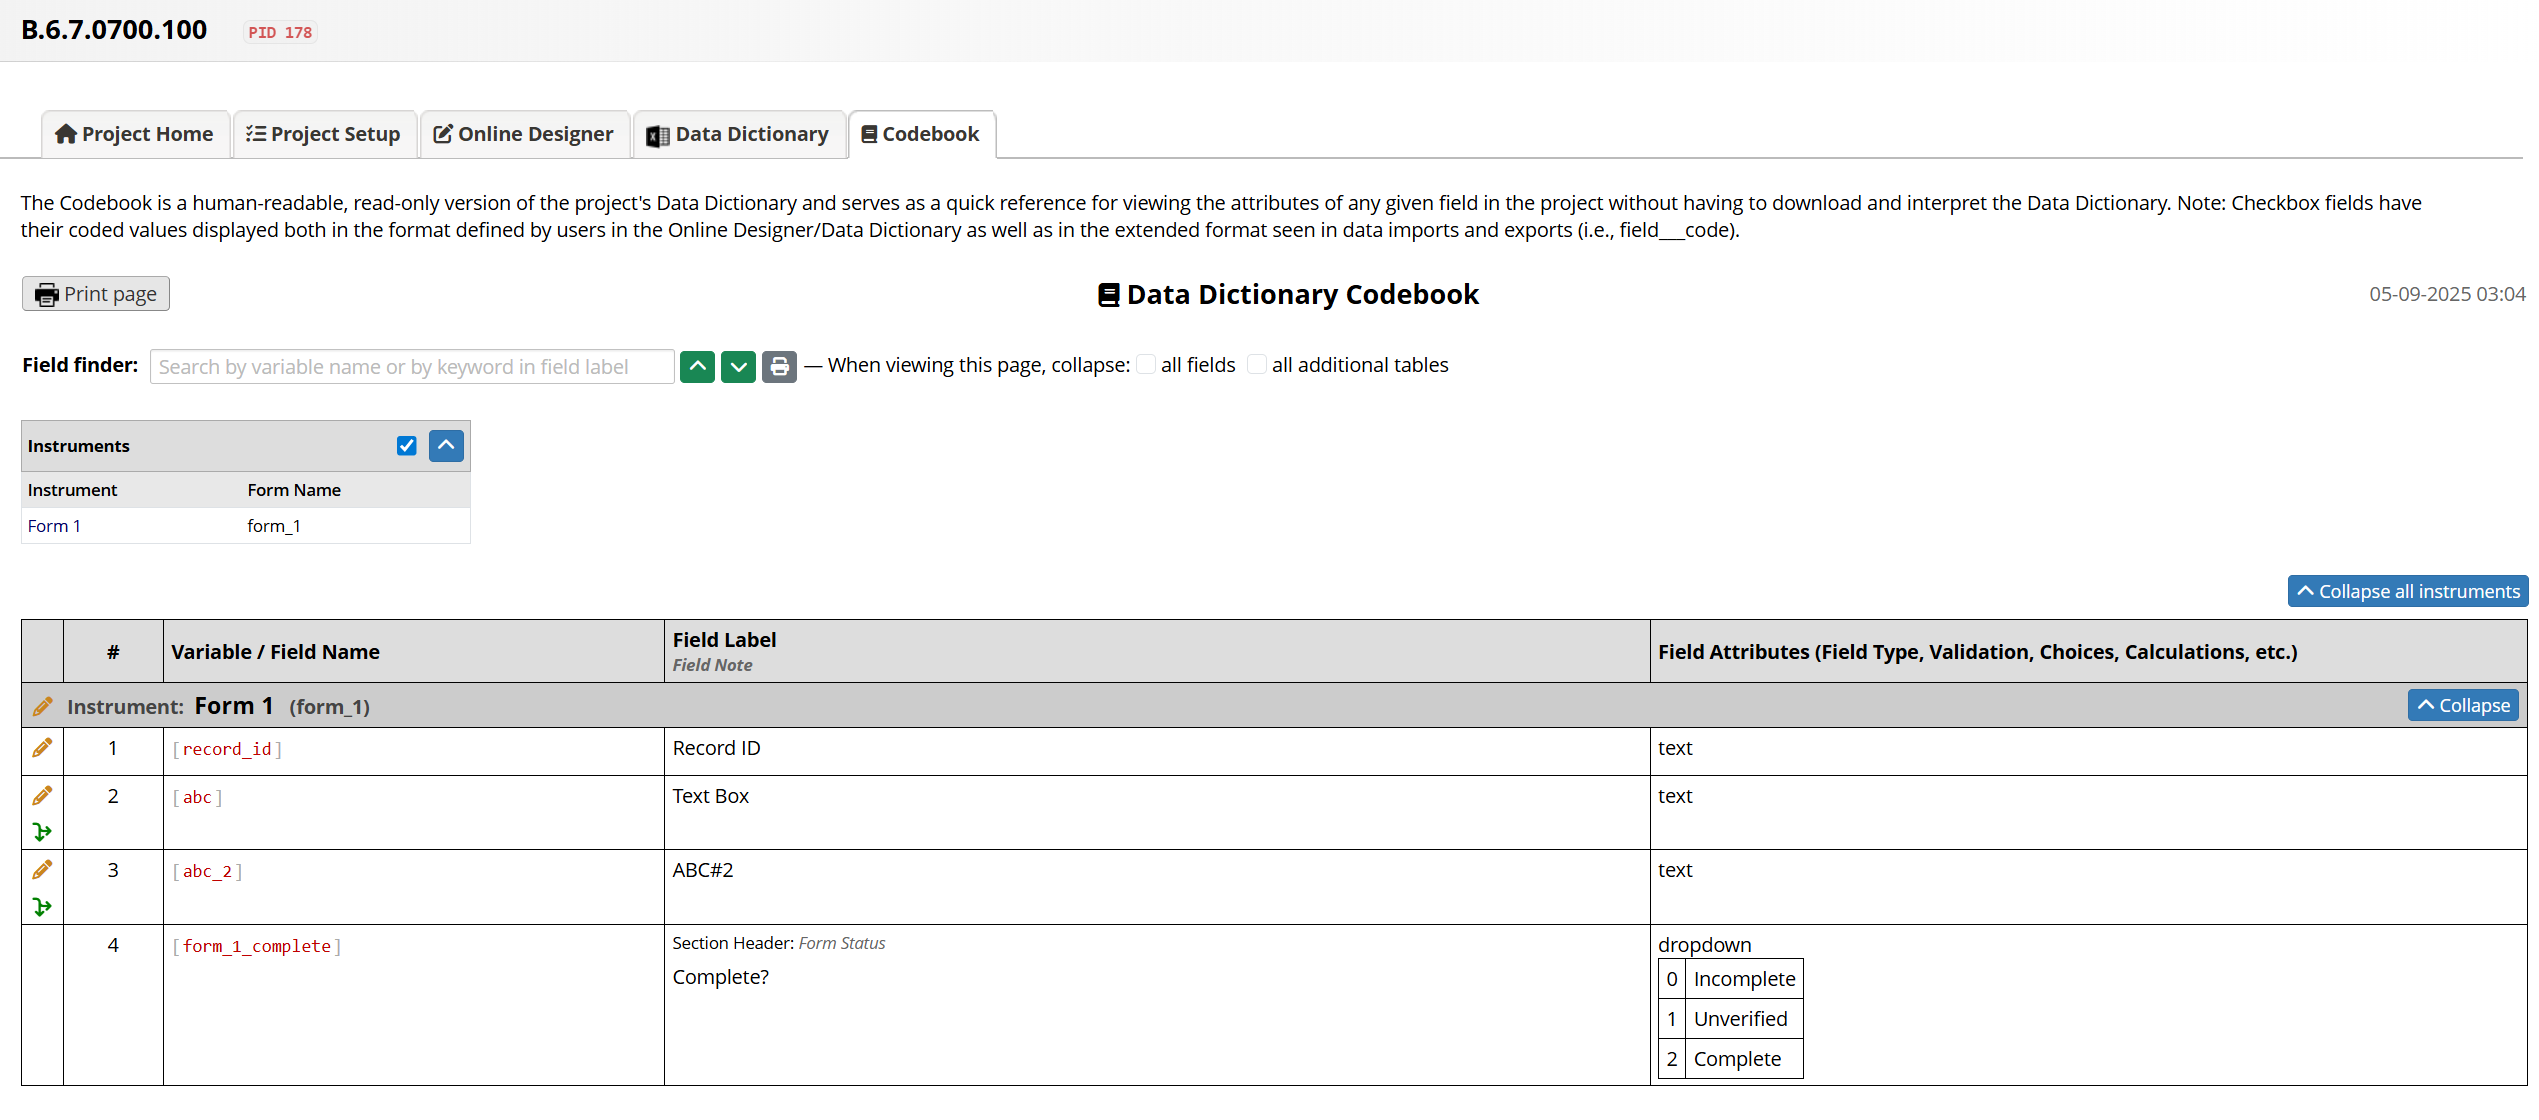 B.6.7.0700.100 PID 178
Project Home Project Setup Online Designer Data Dictionary Codebook
The Codebook is a human-readable, read-only version of the project's Data Dictionary and serves as a quick reference for viewing the attributes of any given field in the project without having to download and interpret the Data Dictionary. Note: Checkbox fields have
their coded values displayed both in the format defined by users in the Online Designer/Data Dictionary as well as in the extended format seen in data imports and exports (i.e., field___code).
Print page Data Dictionary Codebook 05-09-2025 03:04
Field finder: Search by variable name or by keyword in field label — When viewing this page, collapse: all fields all additional tables
Instruments
Instrument Form Name
Form 1 form_1
Collapse all instruments
# Variable / Field Name Field Label Field Attributes (Field Type, Validation, Choices, Calculations, etc.)
Field Note
Instrument: Form 1 (form_1) Collapse
1 [record_id] Record ID text
2 [abc] Text Box text
3 [abc_2] ABC#2 text
4 [form_1_complete] Section Header: Form Status dropdown
Complete?
0 Incomplete
1 Unverified
2 Complete